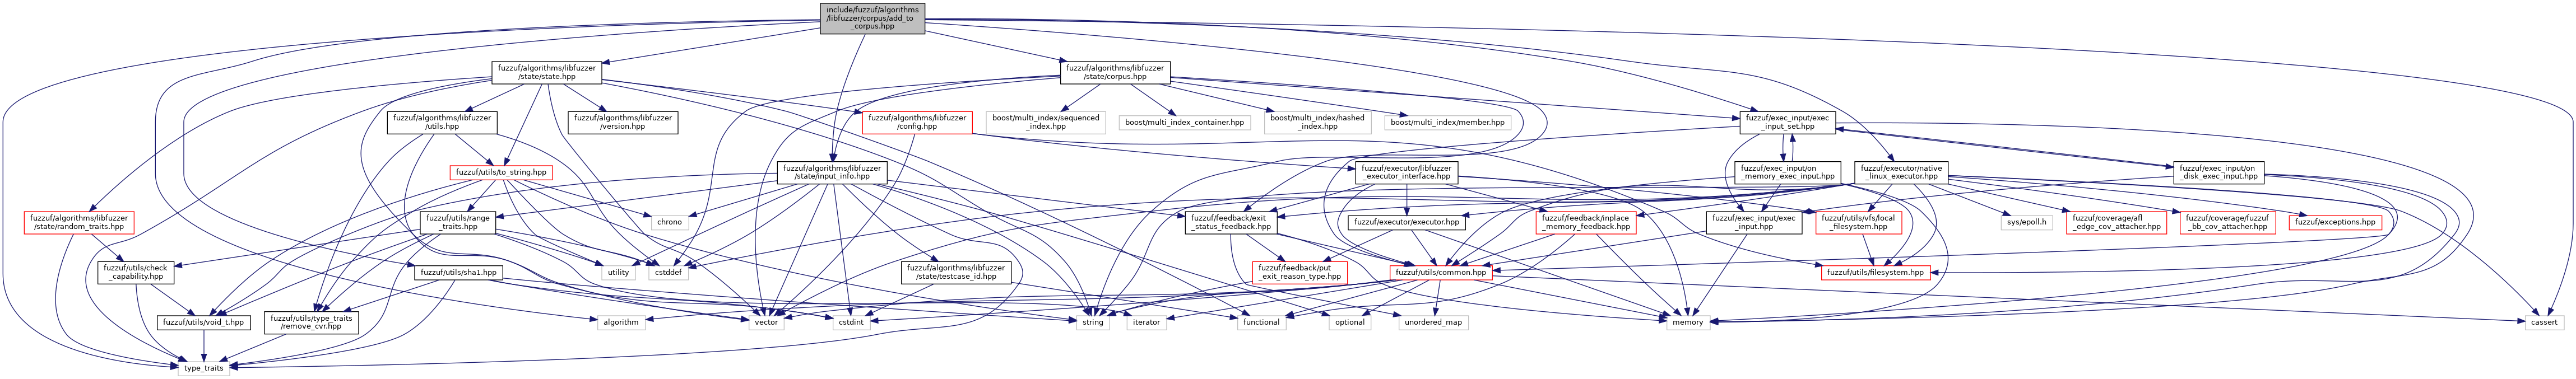 include/fuzzuf/algorithms
/libfuzzer/corpus/add_to
_corpus.hpp
fuzzuf/algorithms/libfuzzer
/state/state.hpp
fuzzuf/algorithms/libfuzzer
/state/corpus.hpp
fuzzuf/algorithms/libfuzzer
/utils.hpp
fuzzuf/algorithms/libfuzzer
/version.hpp
fuzzuf/algorithms/libfuzzer
/config.hpp
boost/multi_index/sequenced
_index.hpp
boost/multi_index_container.hpp
boost/multi_index/hashed
_index.hpp
boost/multi_index/member.hpp
fuzzuf/exec_input/exec
_input_set.hpp
fuzzuf/utils/to_string.hpp
fuzzuf/algorithms/libfuzzer
/state/input_info.hpp
fuzzuf/executor/libfuzzer
_executor_interface.hpp
fuzzuf/exec_input/on
_memory_exec_input.hpp
fuzzuf/executor/native
_linux_executor.hpp
fuzzuf/exec_input/on
_disk_exec_input.hpp
fuzzuf/algorithms/libfuzzer
/state/random_traits.hpp
fuzzuf/utils/range
_traits.hpp
chrono
fuzzuf/feedback/exit
_status_feedback.hpp
fuzzuf/executor/executor.hpp
fuzzuf/feedback/inplace
_memory_feedback.hpp
fuzzuf/exec_input/exec
_input.hpp
fuzzuf/utils/vfs/local
_filesystem.hpp
sys/epoll.h
fuzzuf/coverage/afl
_edge_cov_attacher.hpp
fuzzuf/coverage/fuzzuf
_bb_cov_attacher.hpp
fuzzuf/exceptions.hpp
fuzzuf/utils/check
_capability.hpp
fuzzuf/utils/sha1.hpp
utility
cstddef
fuzzuf/algorithms/libfuzzer
/state/testcase_id.hpp
fuzzuf/feedback/put
_exit_reason_type.hpp
fuzzuf/utils/common.hpp
fuzzuf/utils/filesystem.hpp
fuzzuf/utils/void_t.hpp
fuzzuf/utils/type_traits
/remove_cvr.hpp
algorithm
vector
cstdint
string
iterator
functional
optional
unordered_map
memory
cassert
type_traits